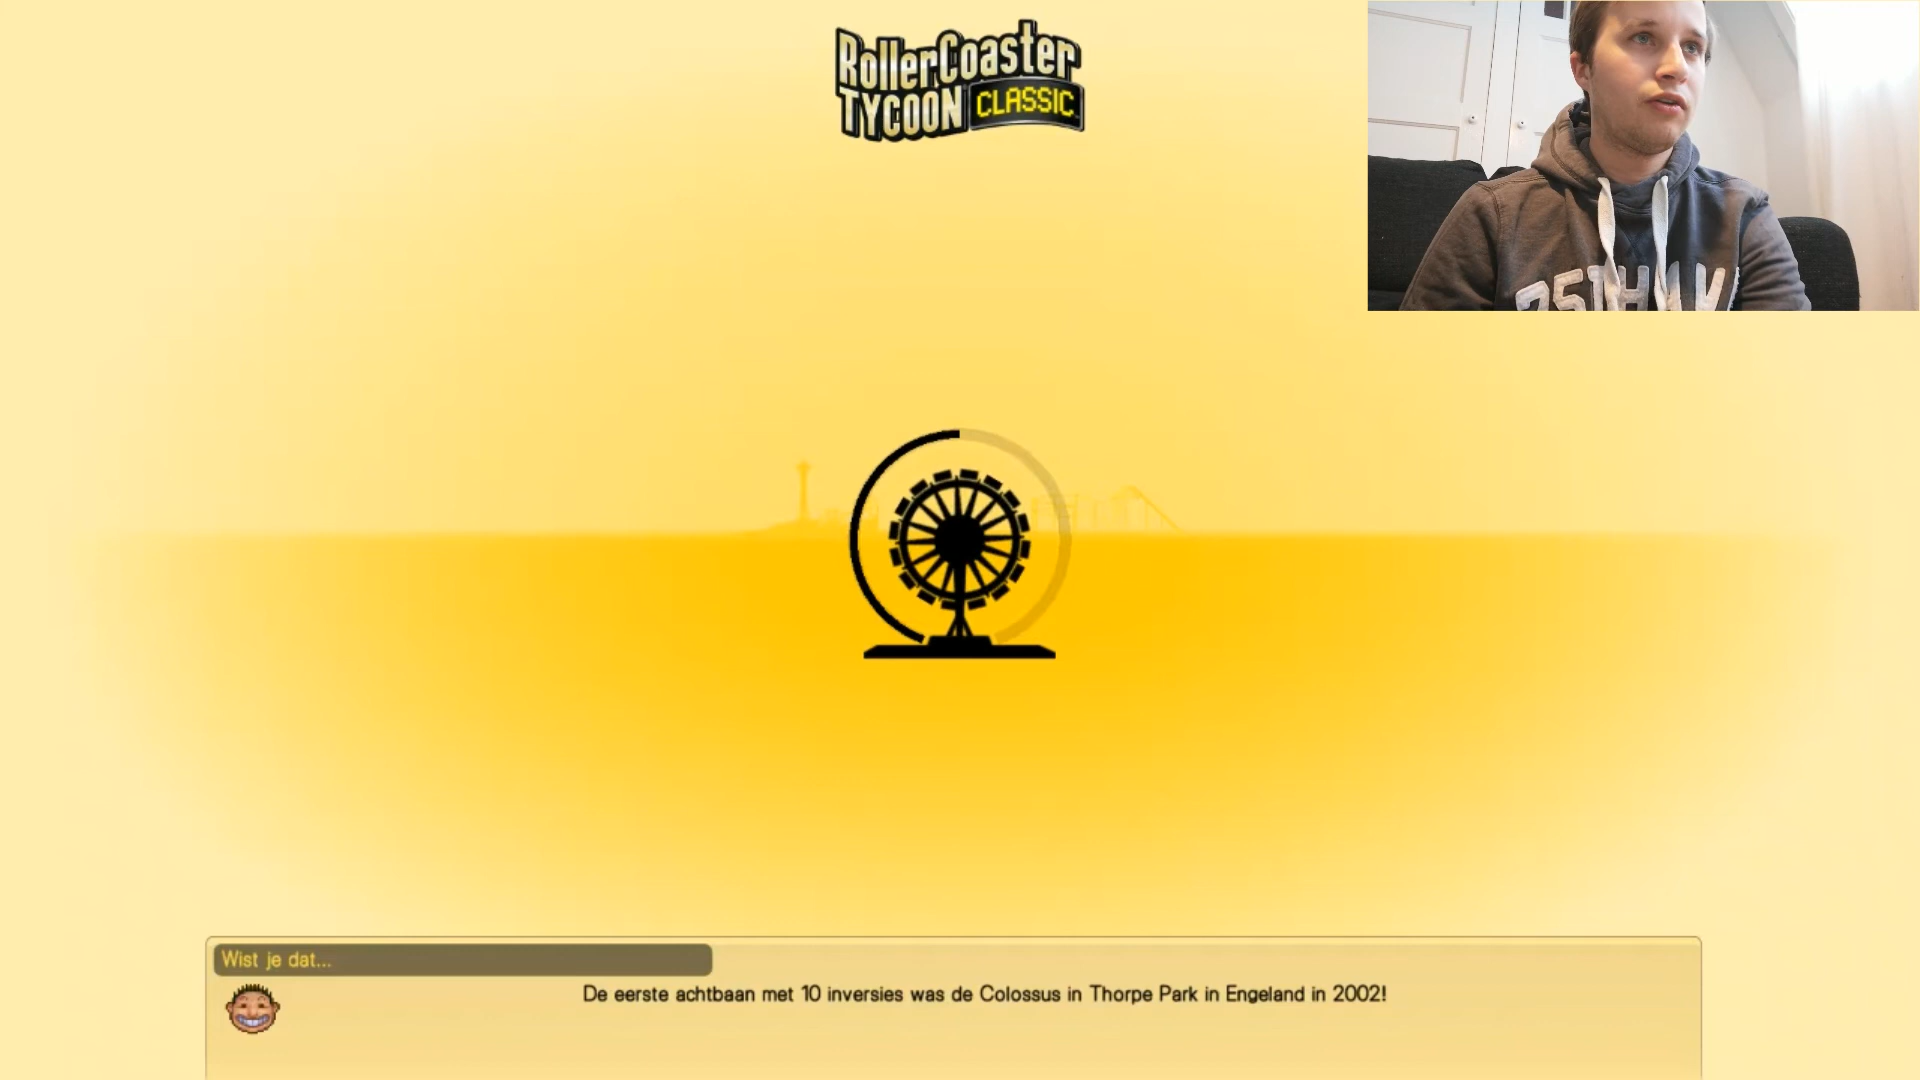 RollerCoaster
TYCOON CLASSIC
Wist je dat...
De eerste achtbaan met 10 inversies was de Colossus in Thorpe Park in Engeland in 2002!